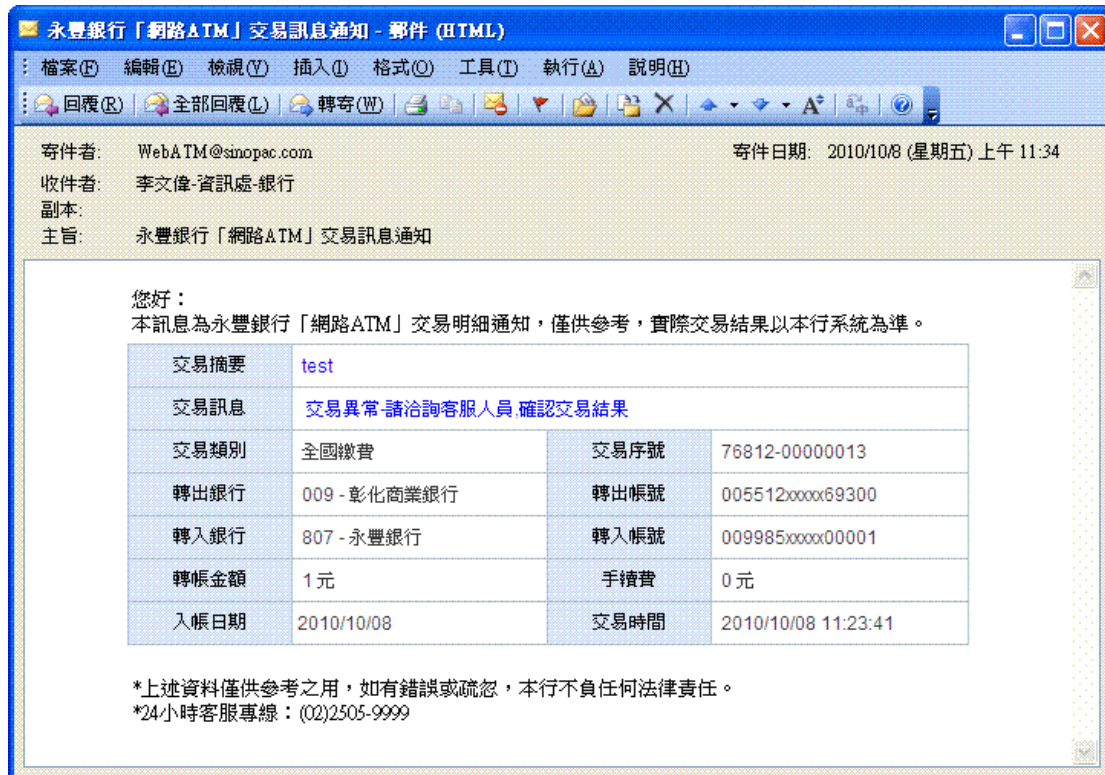 永豐銀行「網路ATM」交易訊息通知 - 郵件 (HTML)
檔案(F) 編輯(E) 檢視(V) 插入(I) 格式(O) 工具(T) 執行(A) 說明(H)
回覆(R) 全部回覆(L) 轉寄(W)
寄件者: WebATM@sinopac.com 寄件日期: 2010/10/8 (星期五) 上午 11:34
收件者: 李文偉-資訊處-銀行
副本:
主旨: 永豐銀行「網路ATM」交易訊息通知
您好：
本訊息為永豐銀行「網路ATM」交易明細通知，僅供參考，實際交易結果以本行系統為準。
交易摘要 test
交易訊息 交易異常-請洽詢客服人員,確認交易結果
交易類別 全國繳費 交易序號 76812-00000013
轉出銀行 009 - 彰化商業銀行 轉出帳號 005512xxxxx69300
轉入銀行 807 - 永豐銀行 轉入帳號 009985xxxxx00001
轉帳金額 1元 手續費 0元
入帳日期 2010/10/08 交易時間 2010/10/08 11:23:41
*上述資料僅供參考之用，如有錯誤或疏忽，本行不負任何法律責任。
*24小時客服專線：(02)2505-9999